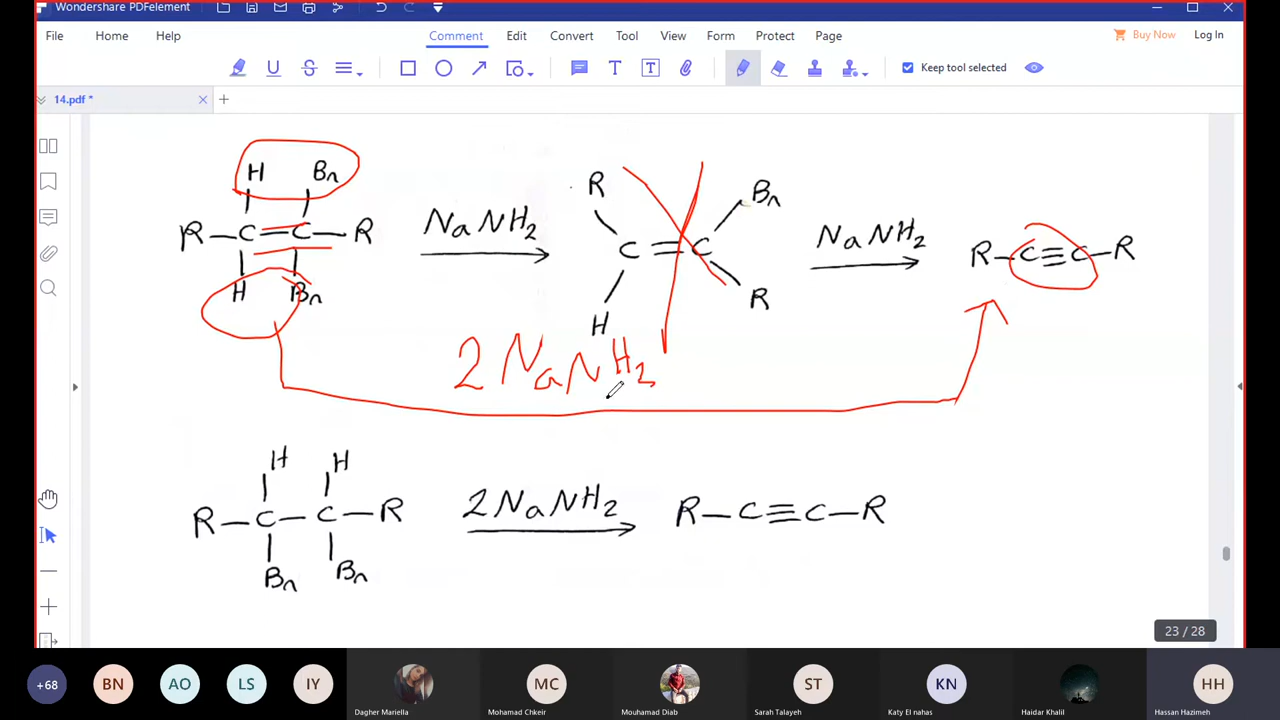 Wondershare PDFelement
File Home Help Comment Edit Convert Tool View Form Protect Page Buy Now Log In
Keep tool selected
14.pdf *
H Br R Br
R-C=C-R NaNH2 C=C NaNH2 R-C≡C-R
H Br H R
2 NaNH2
H H
R-C-C-R 2NaNH2 R-C≡C-R
Br Br
23 / 28
+68 BN AO LS IY MC ST KN HH
Dagher Mariella Mohamad Chkeir Mouhamad Diab Sarah Talayeh Katy El nahas Haidar Khalil Hassan Hazimeh